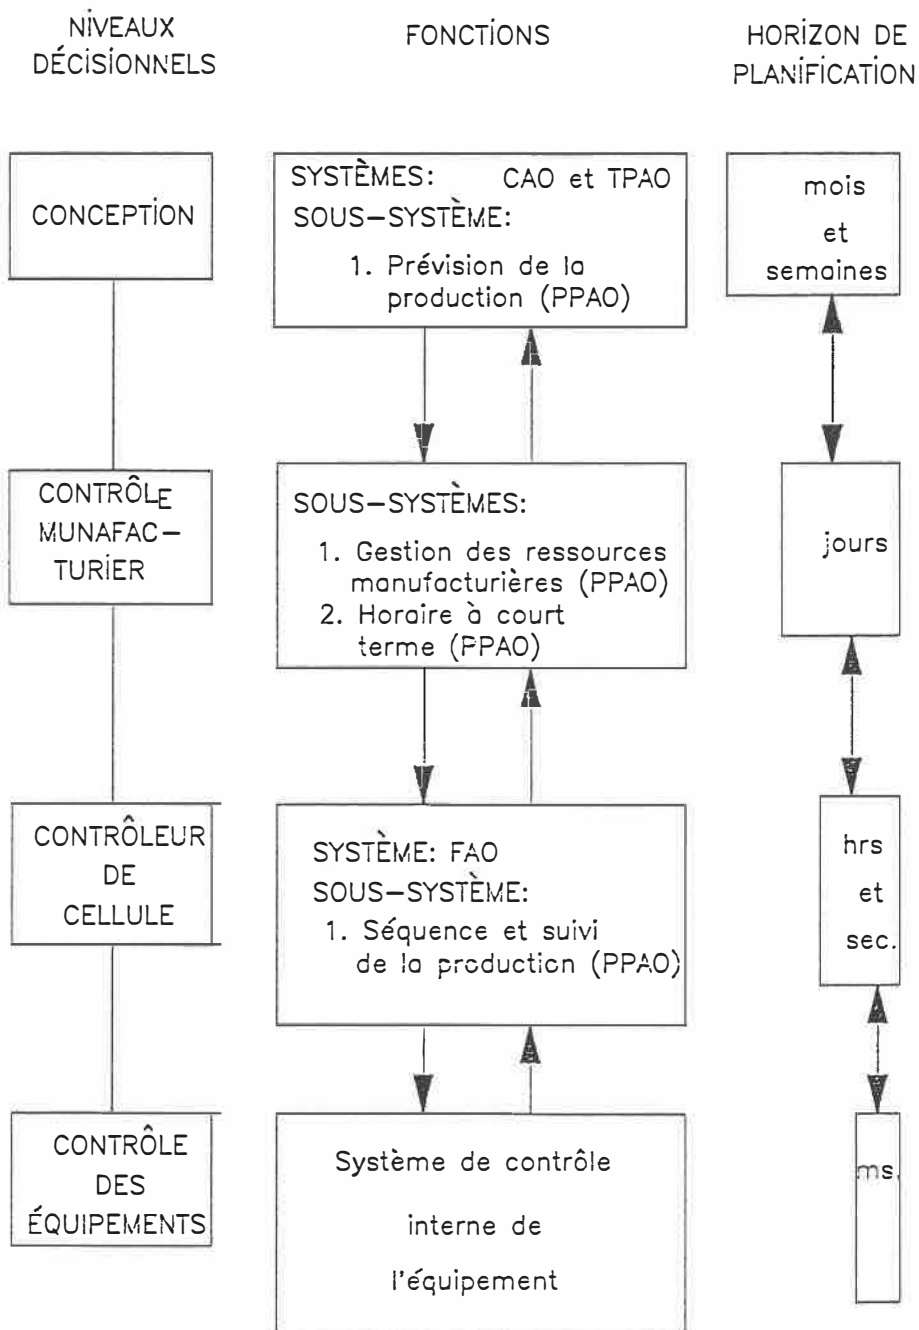 NIVEAUX
DÉCISIONNELS
FONCTIONS
HORIZON DE
PLANIFICATION
CONCEPTION
SYSTÈMES: CAO et TPAO
SOUS-SYSTÈME:
1. Prévision de la
production (PPAO)
mois
et
semaines
CONTRÔLE
MUNAFAC-
TURIER
SOUS-SYSTÈMES:
1. Gestion des ressources
manufacturières (PPAO)
2. Horaire à court
terme (PPAO)
jours
CONTRÔLEUR
DE
CELLULE
SYSTÈME: FAO
SOUS-SYSTÈME:
1. Séquence et suivi
de la production (PPAO)
hrs
et
sec.
CONTRÔLE
DES
ÉQUIPEMENTS
Système de contrôle
interne de
l'équipement
ms.